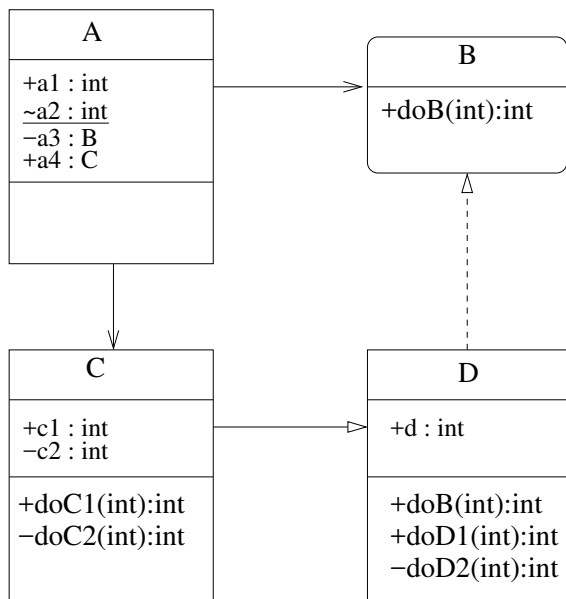 A
+a1 : int
~a2 : int
−a3 : B
+a4 : C
B
+doB(int):int
C
+c1 : int
−c2 : int
+doC1(int):int
−doC2(int):int
D
+d : int
+doB(int):int
+doD1(int):int
−doD2(int):int